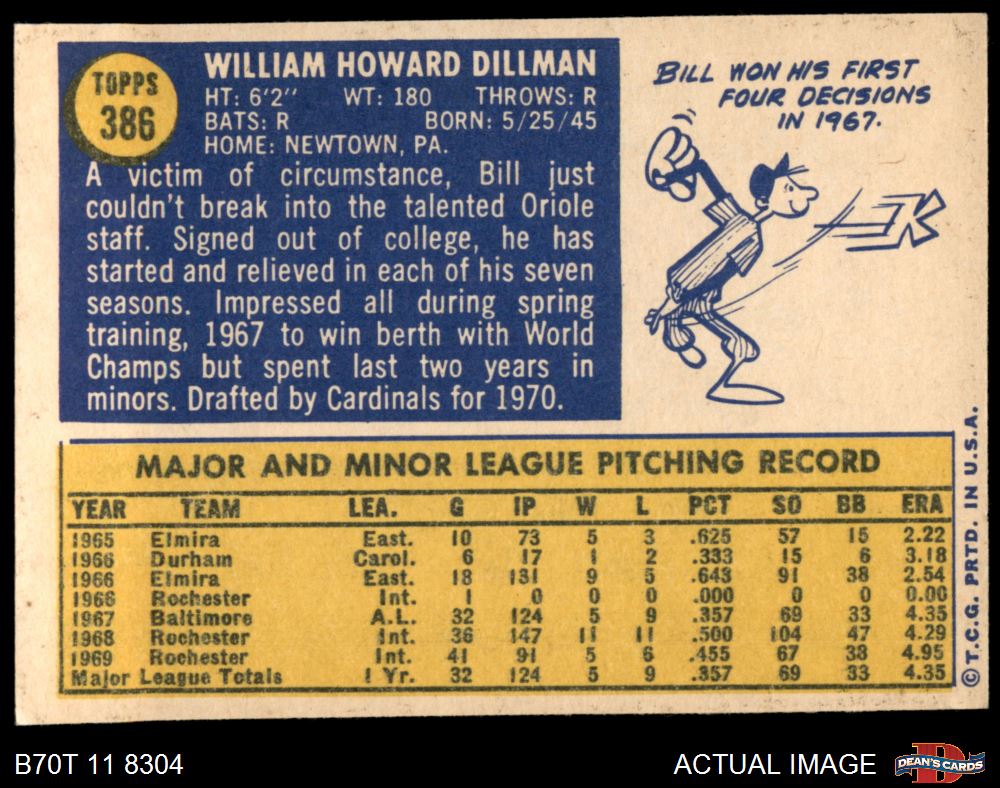 TOPPS
386
WILLIAM HOWARD DILLMAN
HT: 6'2" WT: 180 THROWS: R
BATS: R BORN: 5/25/45
HOME: NEWTOWN, PA.
A victim of circumstance, Bill just
couldn't break into the talented Oriole
staff. Signed out of college, he has
started and relieved in each of his seven
seasons. Impressed all during spring
training, 1967 to win berth with World
Champs but spent last two years in
minors. Drafted by Cardinals for 1970.
BILL WON HIS FIRST
FOUR DECISIONS
IN 1967.
K
MAJOR AND MINOR LEAGUE PITCHING RECORD
YEAR TEAM LEA. G IP W L PCT SO BB ERA
1965 Elmira East. 10 73 5 3 .625 57 15 2.22
1966 Durham Carol. 6 17 1 2 .333 15 6 3.18
1966 Elmira East. 18 131 9 5 .643 91 38 2.54
1966 Rochester Int. 1 0 0 0 .000 0 0 0.00
1967 Baltimore A.L. 32 124 5 9 .357 69 33 4.35
1968 Rochester Int. 36 147 11 11 .500 104 47 4.29
1969 Rochester Int. 41 91 5 6 .455 67 38 4.95
Major League Totals 1 Yr. 32 124 5 9 .357 69 33 4.35
©T.C.G. PRTD. IN U.S.A.
B70T 11 8304
ACTUAL IMAGE
D
DEAN'S CARDS